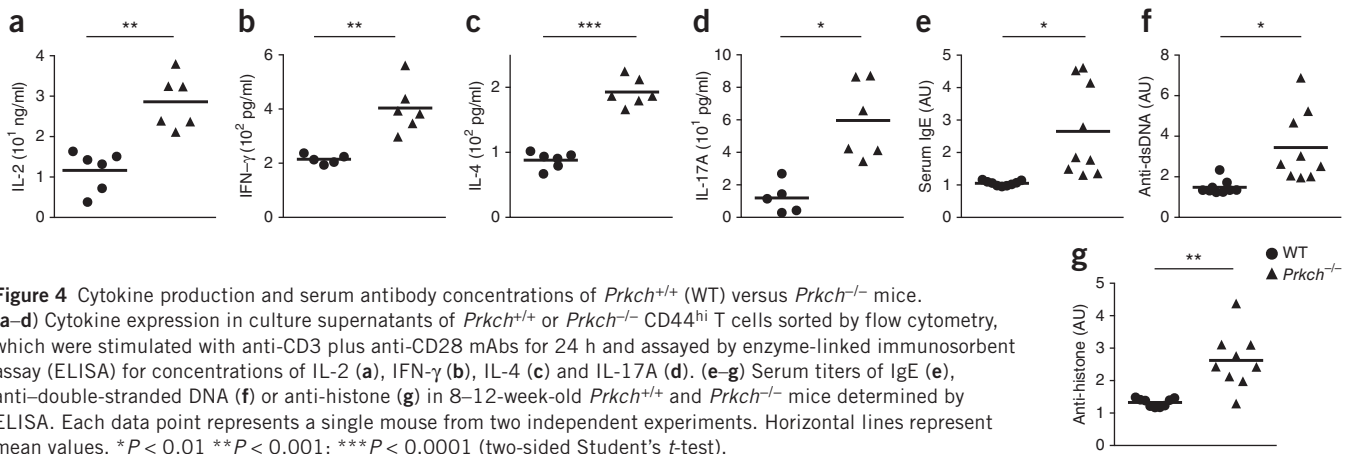 a
b
c
d
e
f
**
**
***
*
*
*
IL-2 (10¹ ng/ml)
4
3
2
1
0
IFN-γ (10² pg/ml)
6
4
2
0
IL-4 (10² pg/ml)
2
1
0
IL-17A (10¹ pg/ml)
10
8
6
4
2
0
Serum IgE (AU)
5
4
3
2
1
0
Anti-dsDNA (AU)
8
6
4
2
0
g
**
WT
Prkch–/–
Anti-histone (AU)
5
4
3
2
1
0
Figure 4 Cytokine production and serum antibody concentrations of Prkch+/+ (WT) versus Prkch–/– mice.
(a–d) Cytokine expression in culture supernatants of Prkch+/+ or Prkch–/– CD44hi T cells sorted by flow cytometry,
which were stimulated with anti-CD3 plus anti-CD28 mAbs for 24 h and assayed by enzyme-linked immunosorbent
assay (ELISA) for concentrations of IL-2 (a), IFN-γ (b), IL-4 (c) and IL-17A (d). (e–g) Serum titers of IgE (e),
anti–double-stranded DNA (f) or anti-histone (g) in 8–12-week-old Prkch+/+ and Prkch–/– mice determined by
ELISA. Each data point represents a single mouse from two independent experiments. Horizontal lines represent
mean values. *P < 0.01 **P < 0.001; ***P < 0.0001 (two-sided Student's t-test).